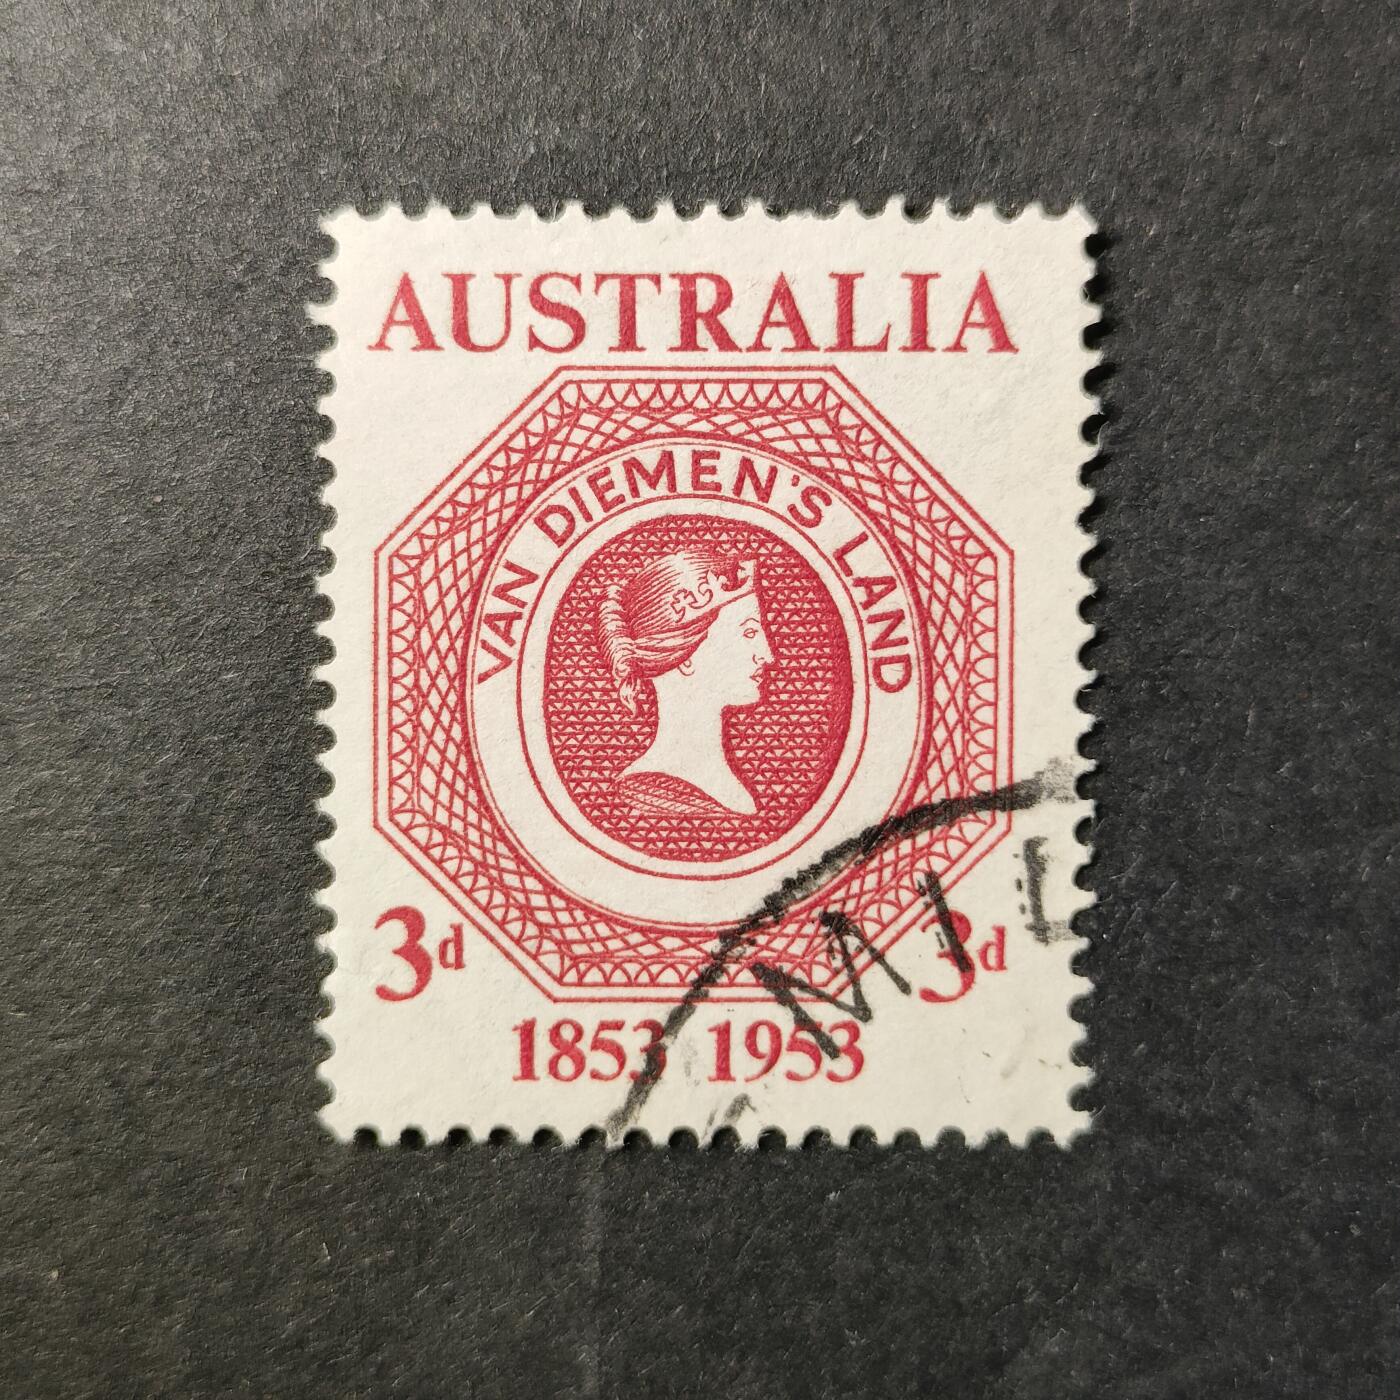 AUSTRALIA
VAN DIEMEN'S LAND
3d 3d
1853 1953